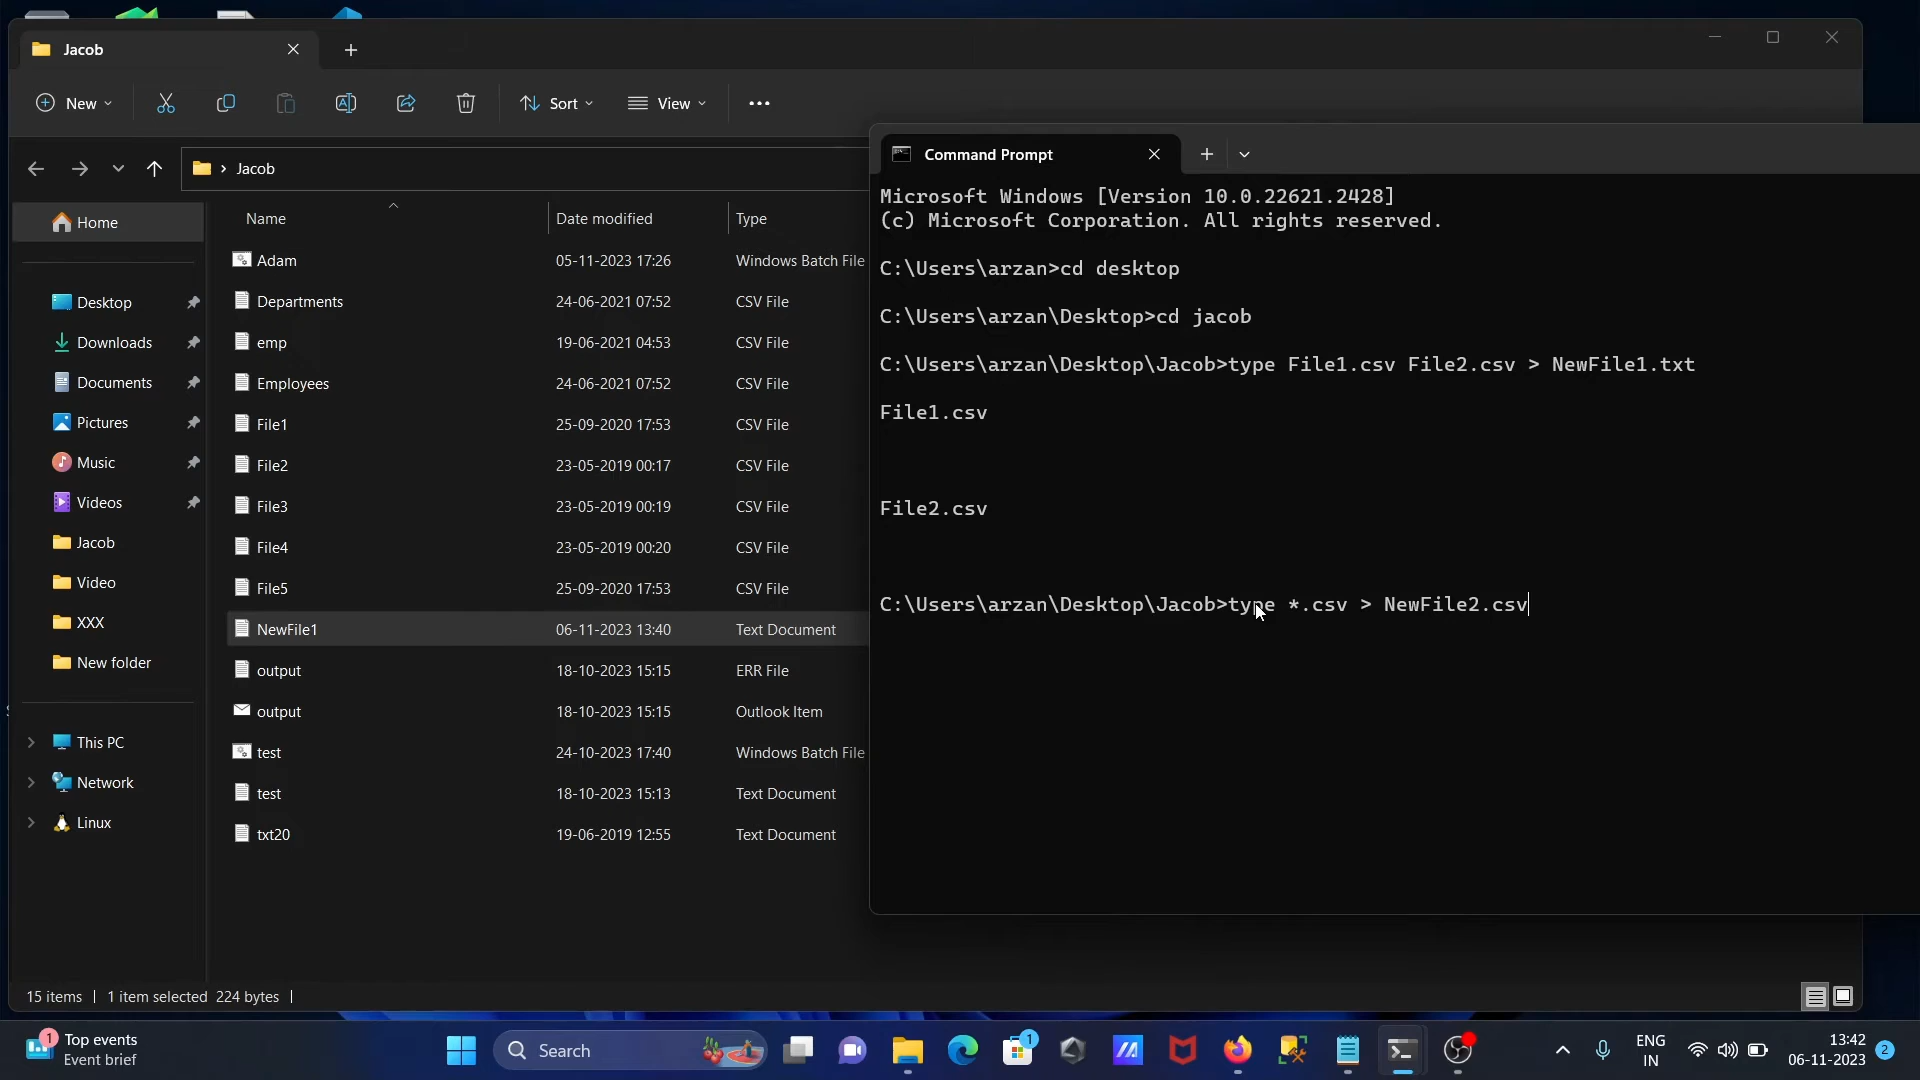 Jacob
New
Sort
View
Jacob
Command Prompt
Home
Desktop
Downloads
Documents
Pictures
Music
Videos
Jacob
Video
XXX
New folder
This PC
Network
Linux
Name Date modified Type
Adam 05-11-2023 17:26 Windows Batch File
Departments 24-06-2021 07:52 CSV File
emp 19-06-2021 04:53 CSV File
Employees 24-06-2021 07:52 CSV File
File1 25-09-2020 17:53 CSV File
File2 23-05-2019 00:17 CSV File
File3 23-05-2019 00:19 CSV File
File4 23-05-2019 00:20 CSV File
File5 25-09-2020 17:53 CSV File
NewFile1 06-11-2023 13:40 Text Document
output 18-10-2023 15:15 ERR File
output 18-10-2023 15:15 Outlook Item
test 24-10-2023 17:40 Windows Batch File
test 18-10-2023 15:13 Text Document
txt20 19-06-2019 12:55 Text Document
Microsoft Windows [Version 10.0.22621.2428]
(c) Microsoft Corporation. All rights reserved.
C:\Users\arzan>cd desktop
C:\Users\arzan\Desktop>cd jacob
C:\Users\arzan\Desktop\Jacob>type File1.csv File2.csv > NewFile1.txt
File1.csv
File2.csv
C:\Users\arzan\Desktop\Jacob>type *.csv > NewFile2.csv
15 items 1 item selected 224 bytes
1
Top events
Event brief
Search
1
ENG
IN
13:42
06-11-2023
2